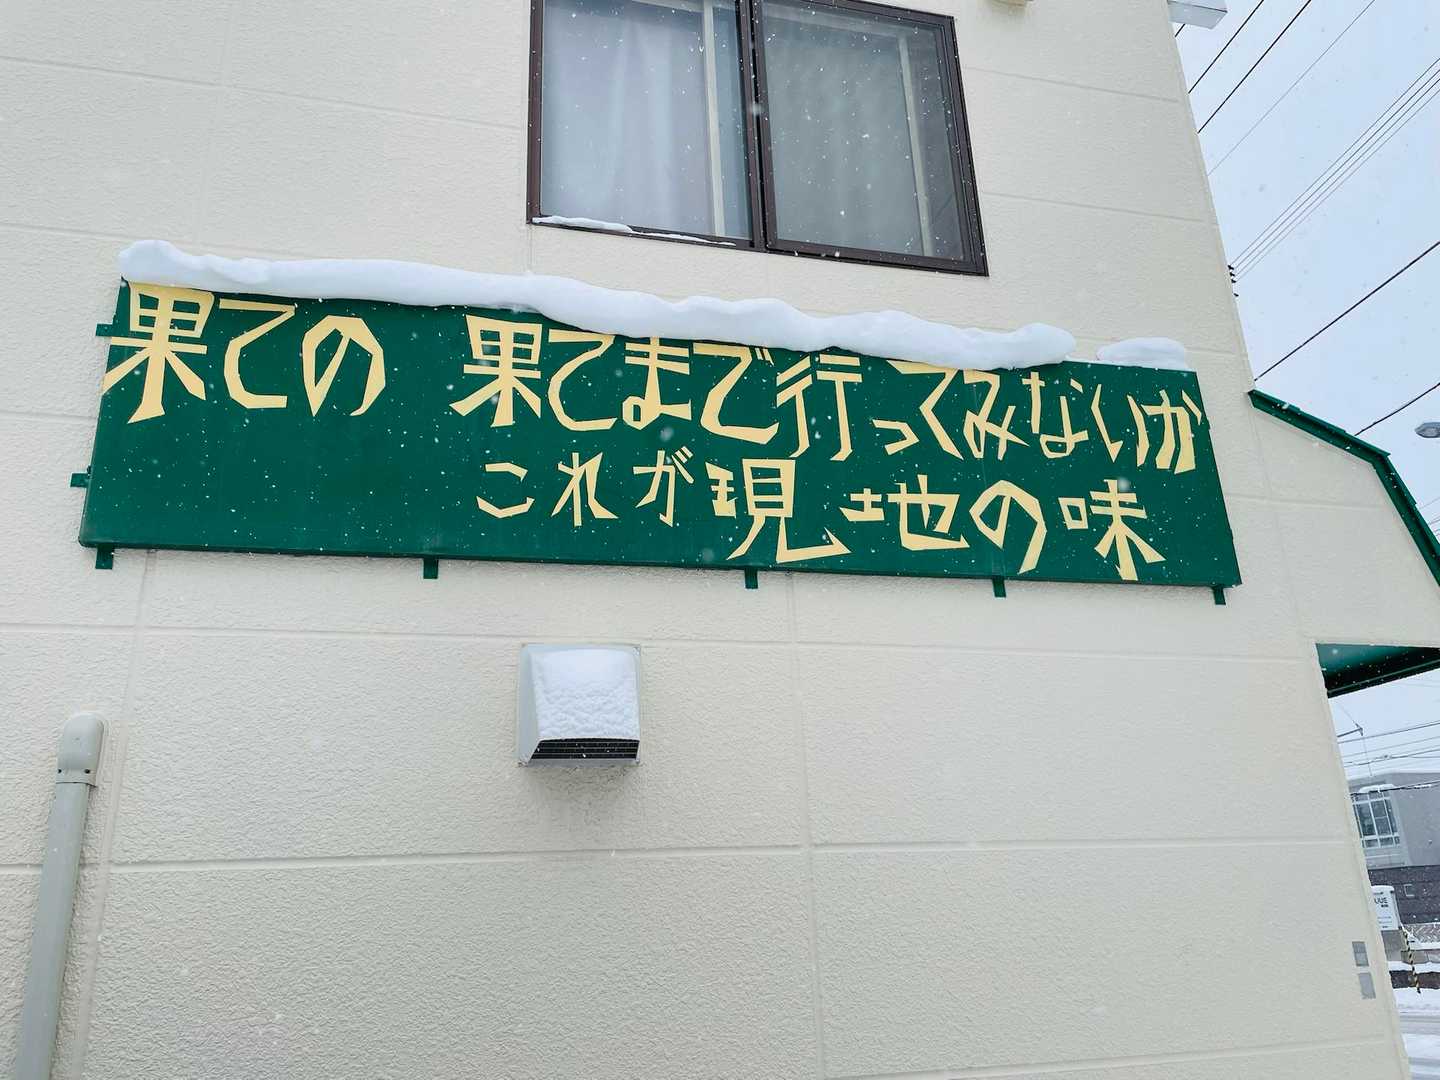 果ての 果てまで行ってみないか
これが現地の味